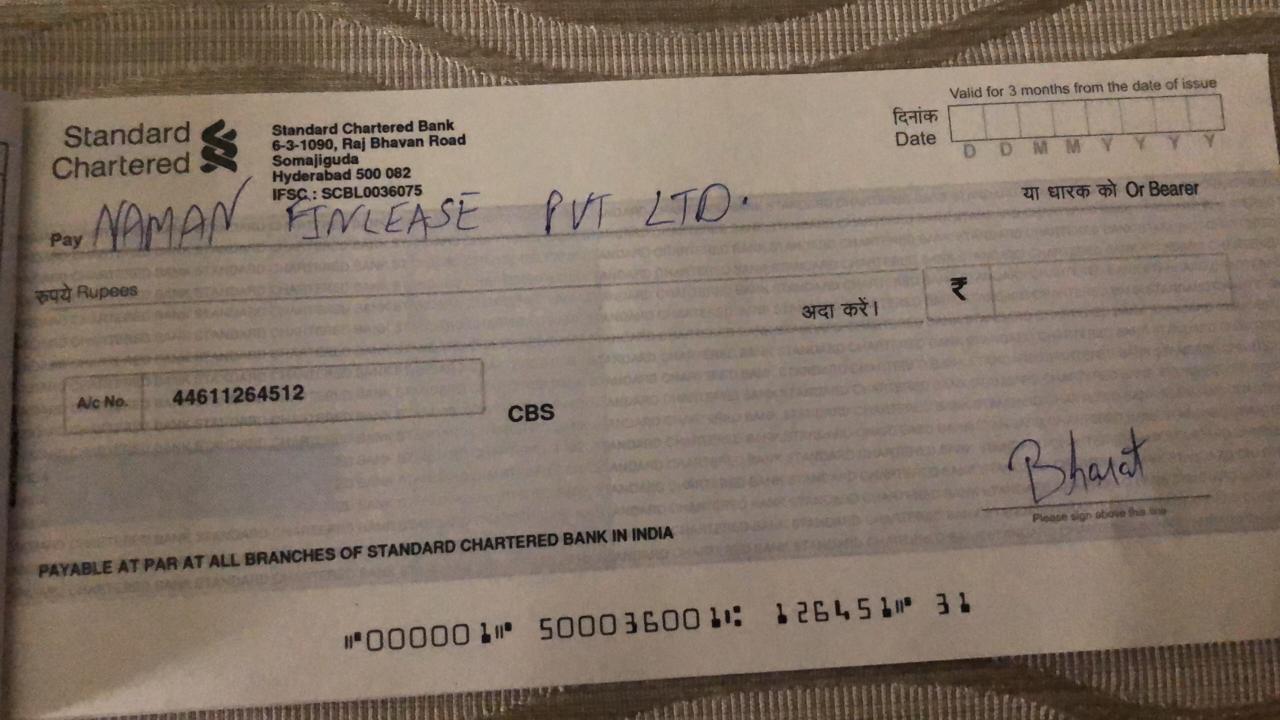 Standard Chartered
Standard Chartered Bank
6-3-1090, Raj Bhavan Road
Somajiguda
Hyderabad 500 082
IFSC : SCBL0036075
Valid for 3 months from the date of issue
दिनांक
Date
D D M M Y Y Y Y
Pay NAMAN FINLEASE PVT LTD.
या धारक को Or Bearer
रुपये Rupees
अदा करें।
₹
A/c No. 44611264512
CBS
Bharat
Please sign above this line
PAYABLE AT PAR AT ALL BRANCHES OF STANDARD CHARTERED BANK IN INDIA
⑈000001⑈ 500036001⑆ 126451⑈ 31